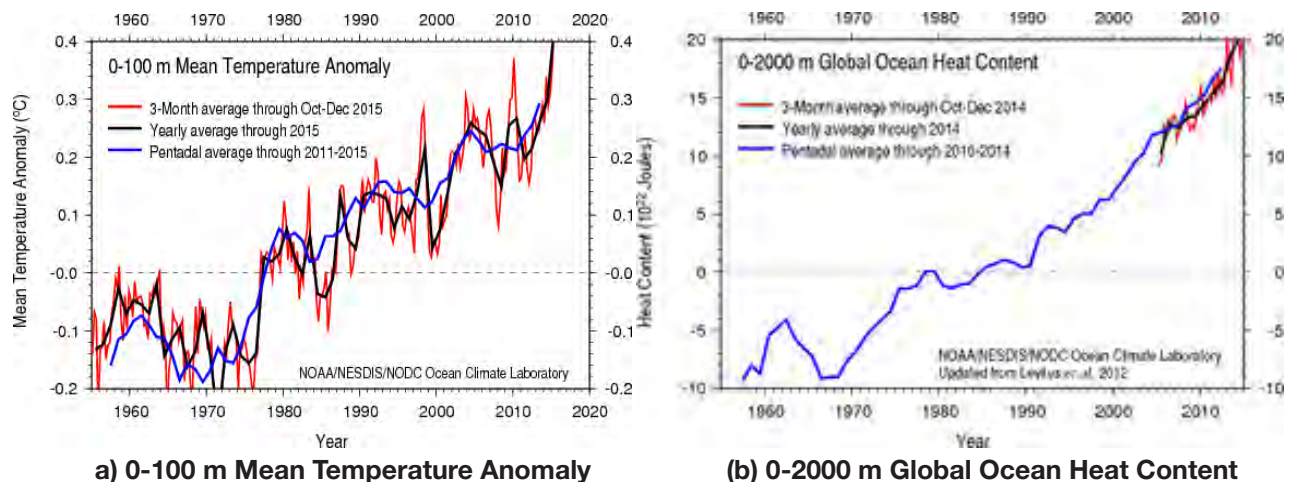 1960 1970 1980 1990 2000 2010 2020
0.4 0.4
0-100 m Mean Temperature Anomaly
3-Month average through Oct-Dec 2015
Yearly average through 2015
Pentadal average through 2011-2015
0.3 0.3
0.2 0.2
0.1 0.1
-0.0 -0.0
-0.1 -0.1
-0.2 -0.2
Mean Temperature Anomaly (ºC)
NOAA/NESDIS/NODC Ocean Climate Laboratory
1960 1970 1980 1990 2000 2010 2020
Year
a) 0-100 m Mean Temperature Anomaly
1960 1970 1980 1990 2000 2010
20 20
0-2000 m Global Ocean Heat Content
3-Month average through Oct-Dec 2014
Yearly average through 2014
Pentadal average through 2010-2014
15 15
10 10
5 5
0 0
-5 -5
-10 -10
Heat Content (10²² Joules)
NOAA/NESDIS/NODC Ocean Climate Laboratory
Updated from Levitus et al. 2012
1960 1970 1980 1990 2000 2010
Year
(b) 0-2000 m Global Ocean Heat Content